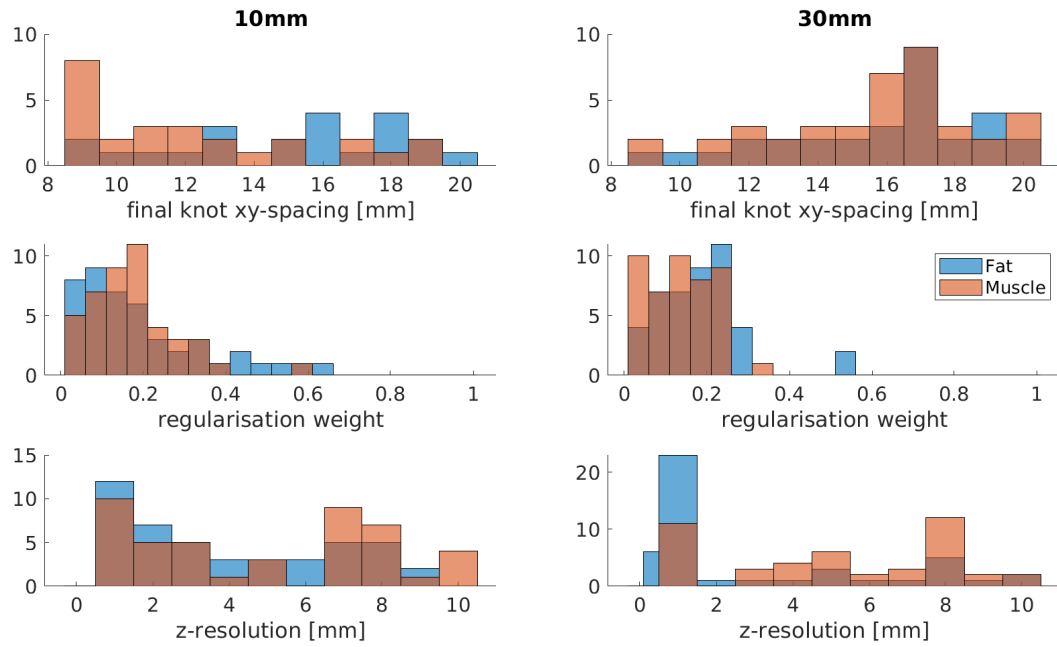 10mm
30mm
10
5
0
8 10 12 14 16 18 20
final knot xy-spacing [mm]
10
5
0
8 10 12 14 16 18 20
final knot xy-spacing [mm]
10
5
0
0 0.2 0.4 0.6 0.8 1
regularisation weight
10
5
0
Fat
Muscle
0 0.2 0.4 0.6 0.8 1
regularisation weight
15
10
5
0
0 2 4 6 8 10
z-resolution [mm]
20
10
0
0 2 4 6 8 10
z-resolution [mm]